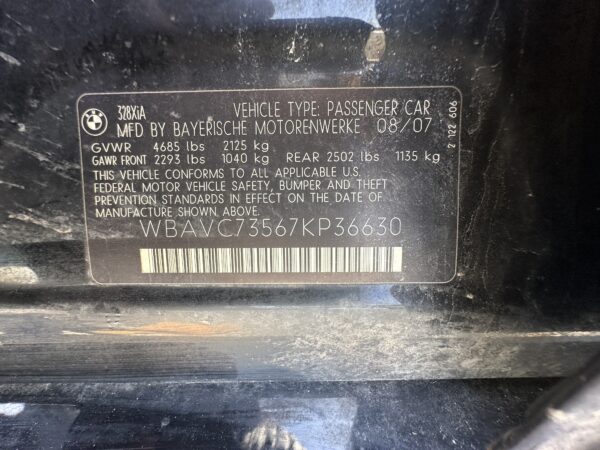 BMW
328XiA VEHICLE TYPE: PASSENGER CAR
MFD BY BAYERISCHE MOTORENWERKE 08/07
GVWR 4685 lbs 2125 kg
GAWR FRONT 2293 lbs 1040 kg REAR 2502 lbs 1135 kg
THIS VEHICLE CONFORMS TO ALL APPLICABLE U.S.
FEDERAL MOTOR VEHICLE SAFETY, BUMPER AND THEFT
PREVENTION STANDARDS IN EFFECT ON THE DATE OF
MANUFACTURE SHOWN ABOVE.
WBAVC73567KP36630
2 122 606